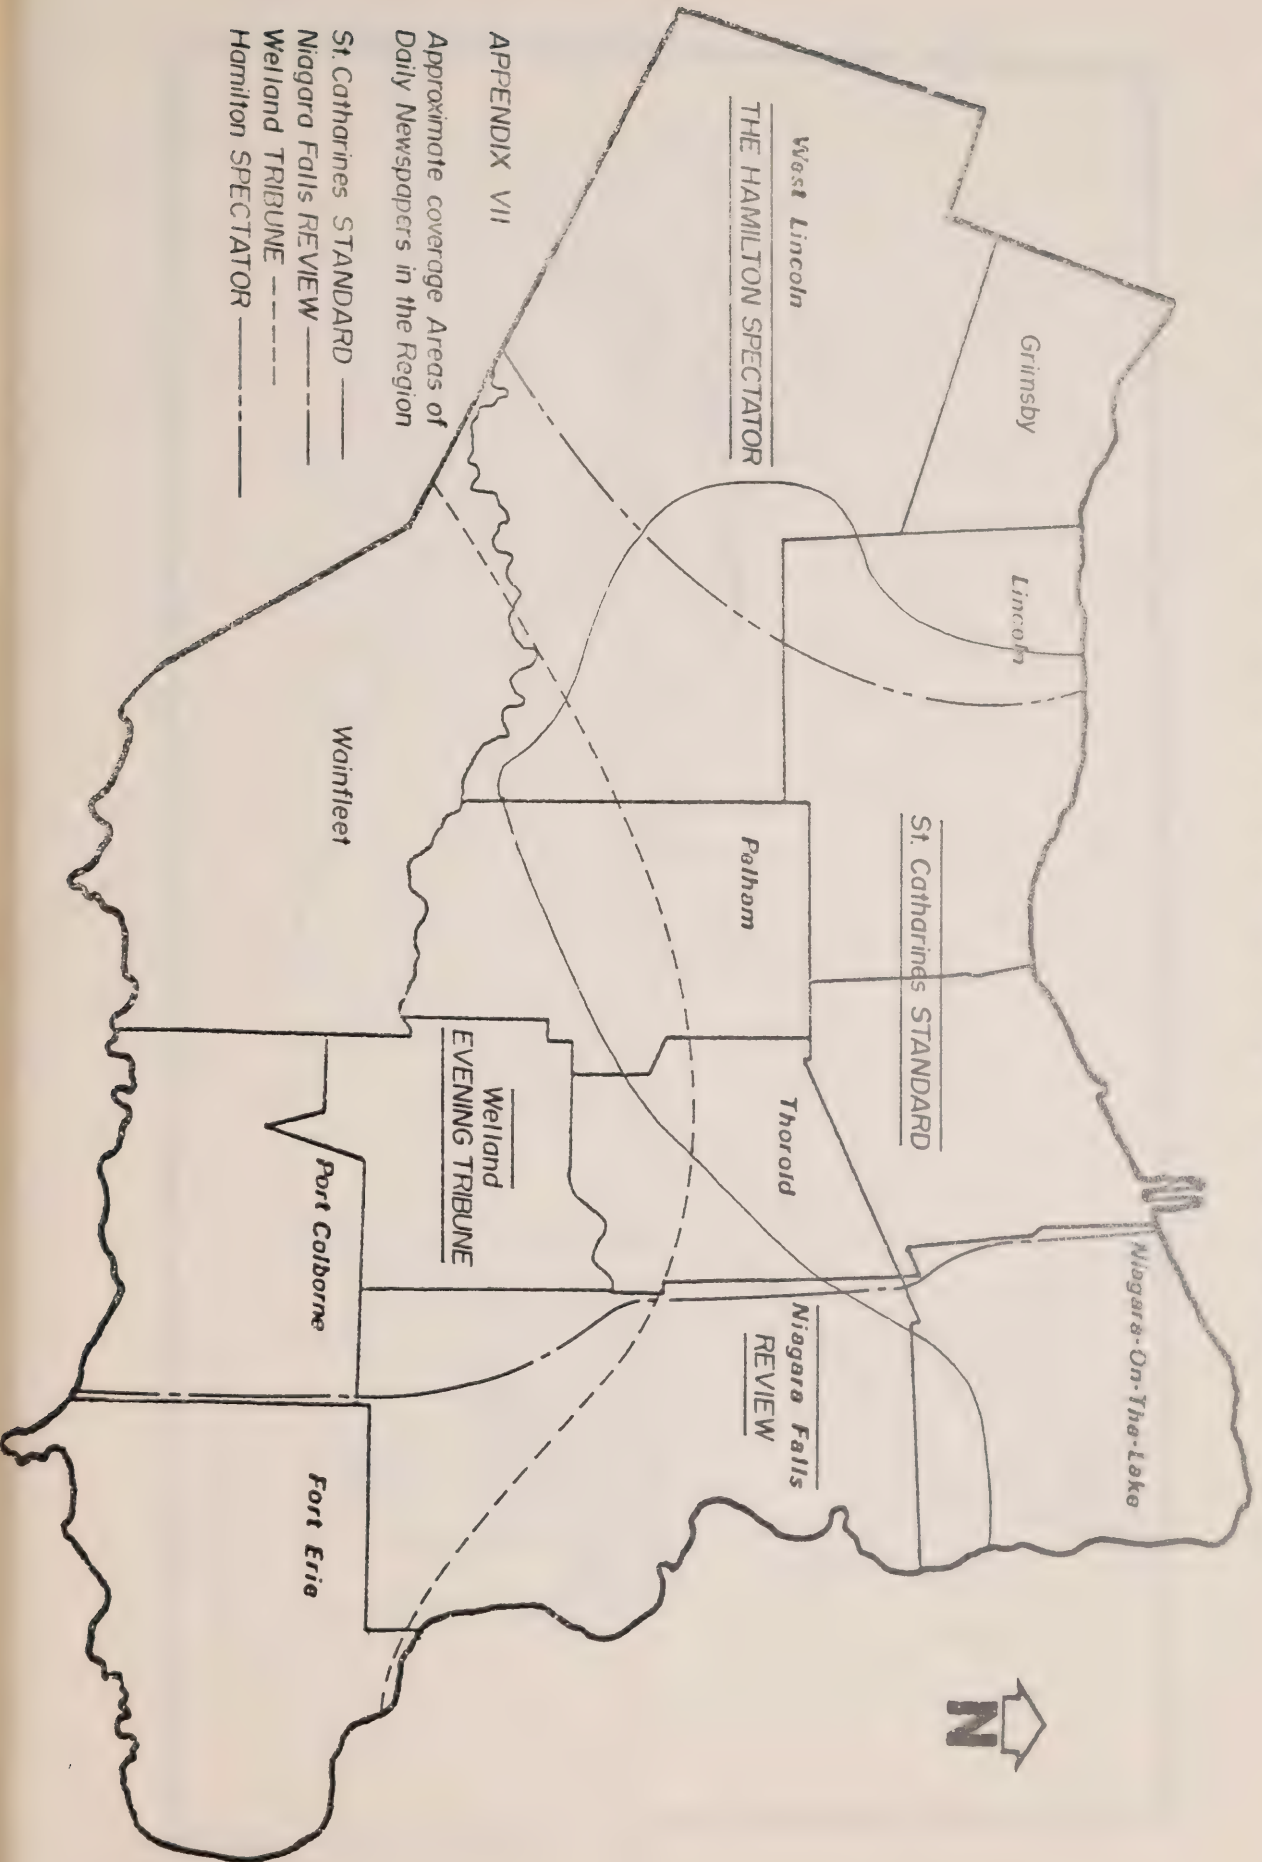 APPENDIX VII
Approximate coverage Areas of
Daily Newspapers in the Region
St. Catharines STANDARD
Niagara Falls REVIEW
Welland TRIBUNE
Hamilton SPECTATOR
Grimsby
Lincoln
West Lincoln
THE HAMILTON SPECTATOR
St. Catharines STANDARD
Niagara-On-The-Lake
Pelham
Thorold
Niagara Falls
REVIEW
Welland
EVENING TRIBUNE
Wainfleet
Port Colborne
Fort Erie
N